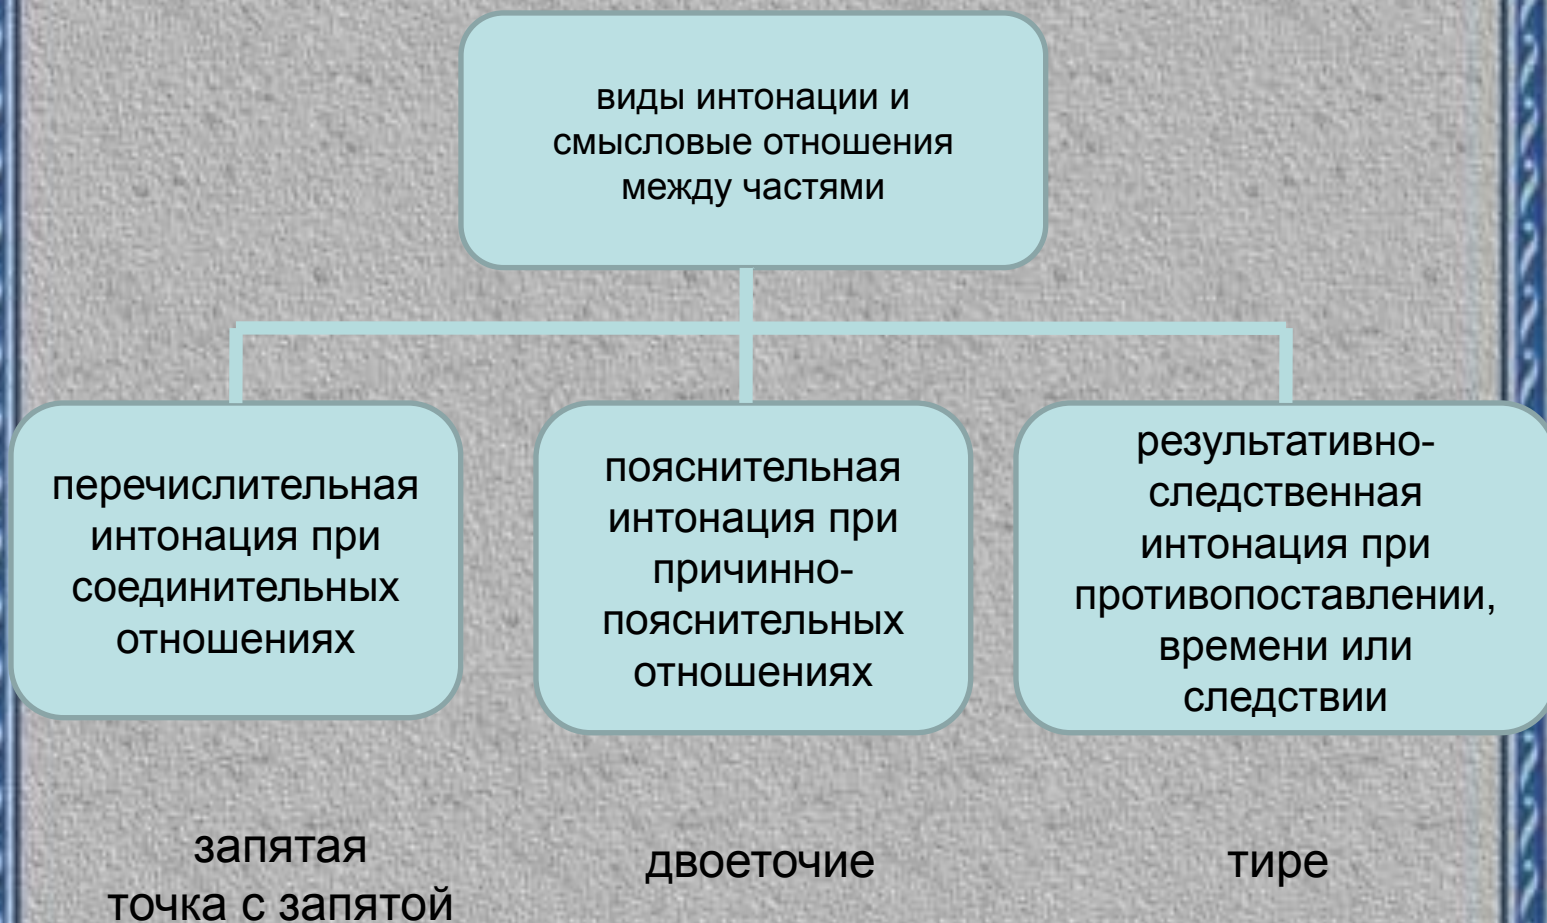 виды интонации и
смысловые отношения
между частями
перечислительная
интонация при
соединительных
отношениях
пояснительная
интонация при
причинно-
пояснительных
отношениях
результативно-
следственная
интонация при
противопоставлении,
времени или
следствии
запятая
точка с запятой
двоеточие
тире